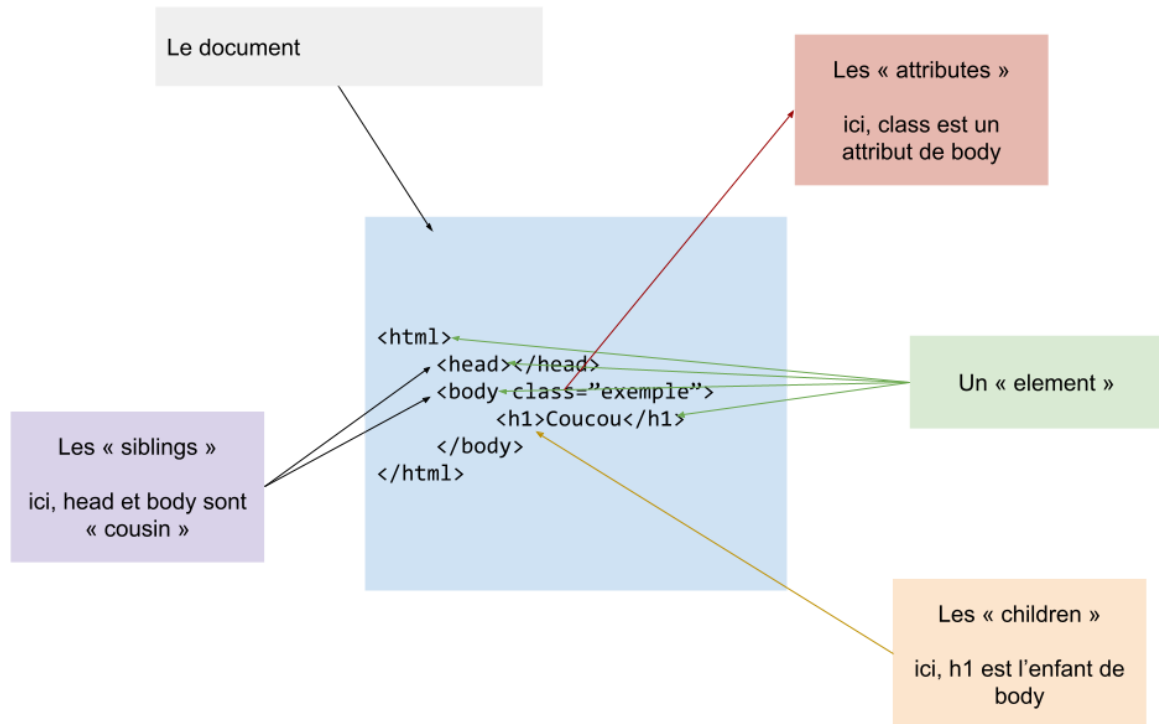 Le document
Les « attributes »
ici, class est un
attribut de body
<html>
<head></head>
<body class=”exemple”>
<h1>Coucou</h1>
</body>
</html>
Un « element »
Les « siblings »
ici, head et body sont
« cousin »
Les « children »
ici, h1 est l’enfant de
body